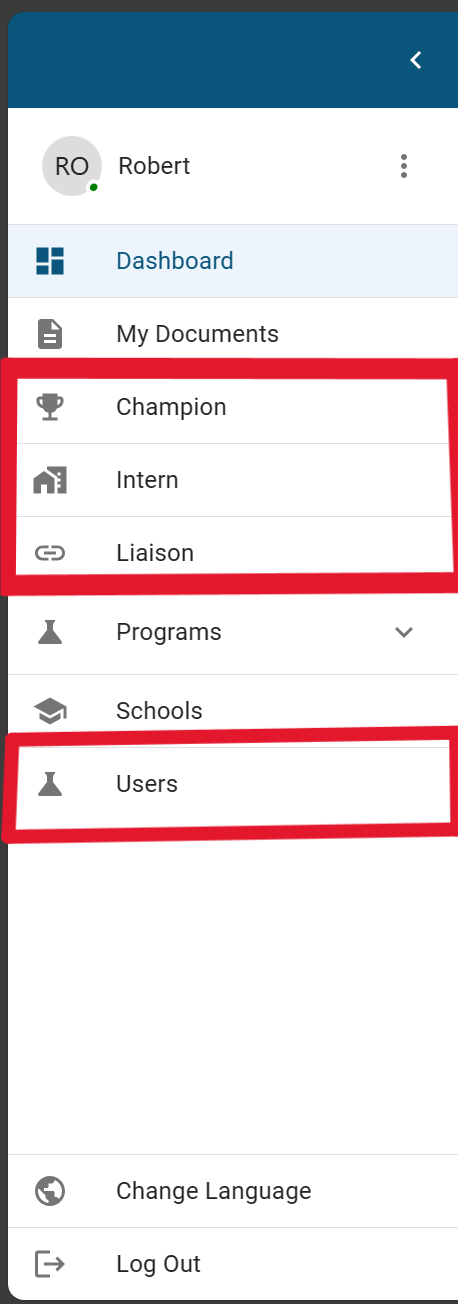 RO
Robert
Dashboard
My Documents
Champion
Intern
Liaison
Programs
Schools
Users
Change Language
Log Out